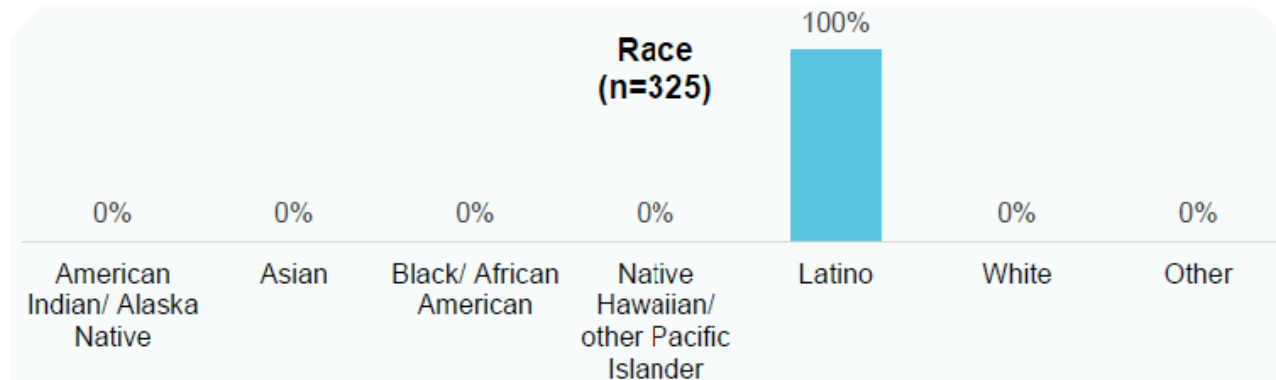 100%
Race
(n=325)
0%
0%
0%
0%
0%
0%
American
Indian/ Alaska
Native
Asian
Black/ African
American
Native
Hawaiian/
other Pacific
Islander
Latino
White
Other